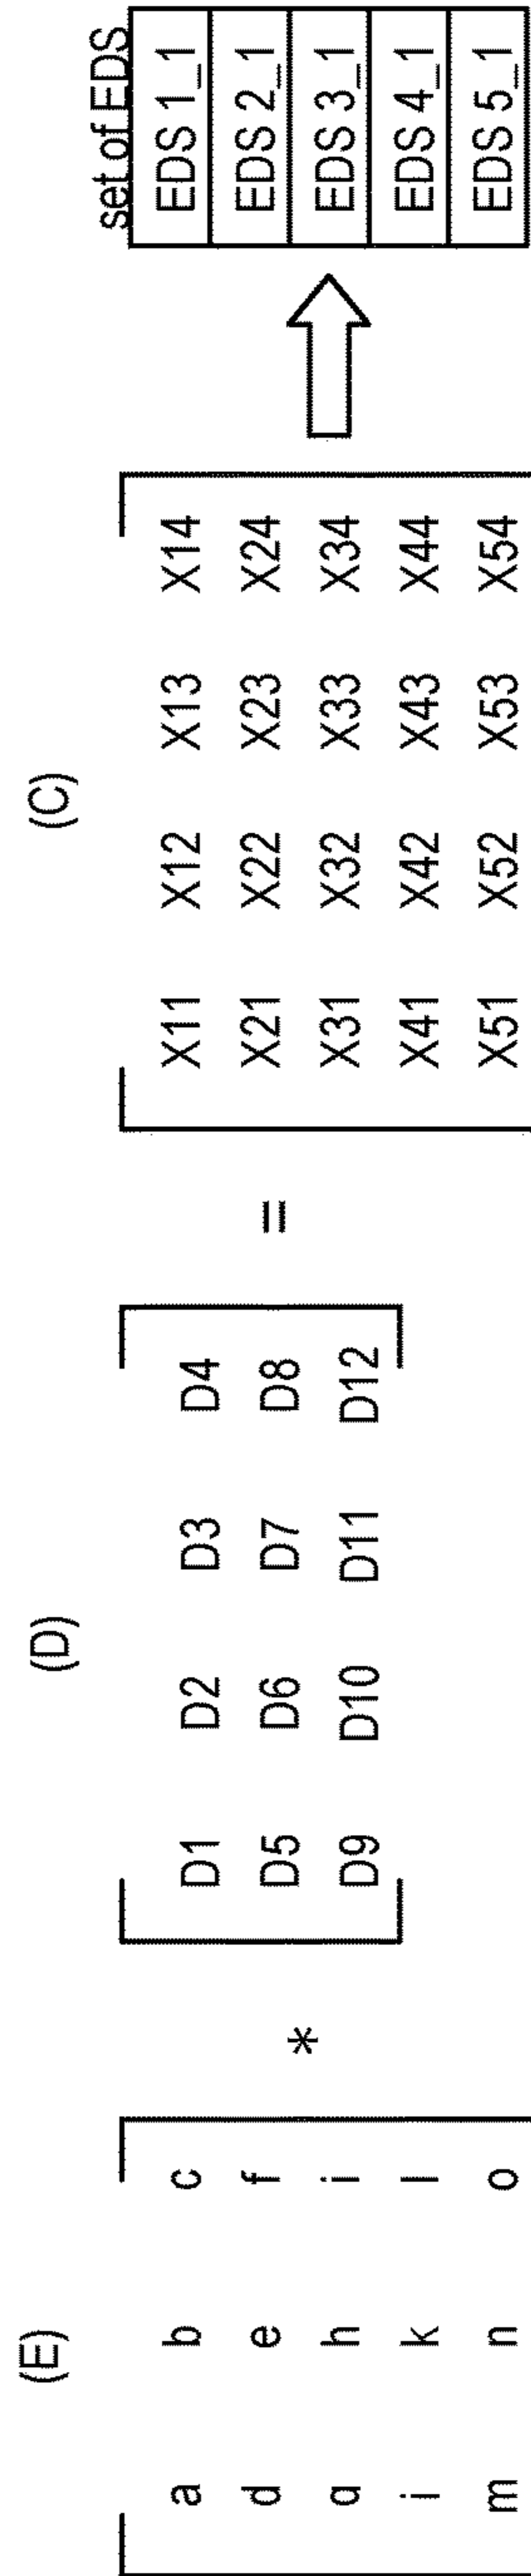 (E) (D) (C) set of EDS
a b c D1 D2 D3 D4 X11 X12 X13 X14 EDS 1_1
d e f * D5 D6 D7 D8 = X21 X22 X23 X24 EDS 2_1
g h i D9 D10 D11 D12 X31 X32 X33 X34 EDS 3_1
j k l X41 X42 X43 X44 EDS 4_1
m n o X51 X52 X53 X54 EDS 5_1